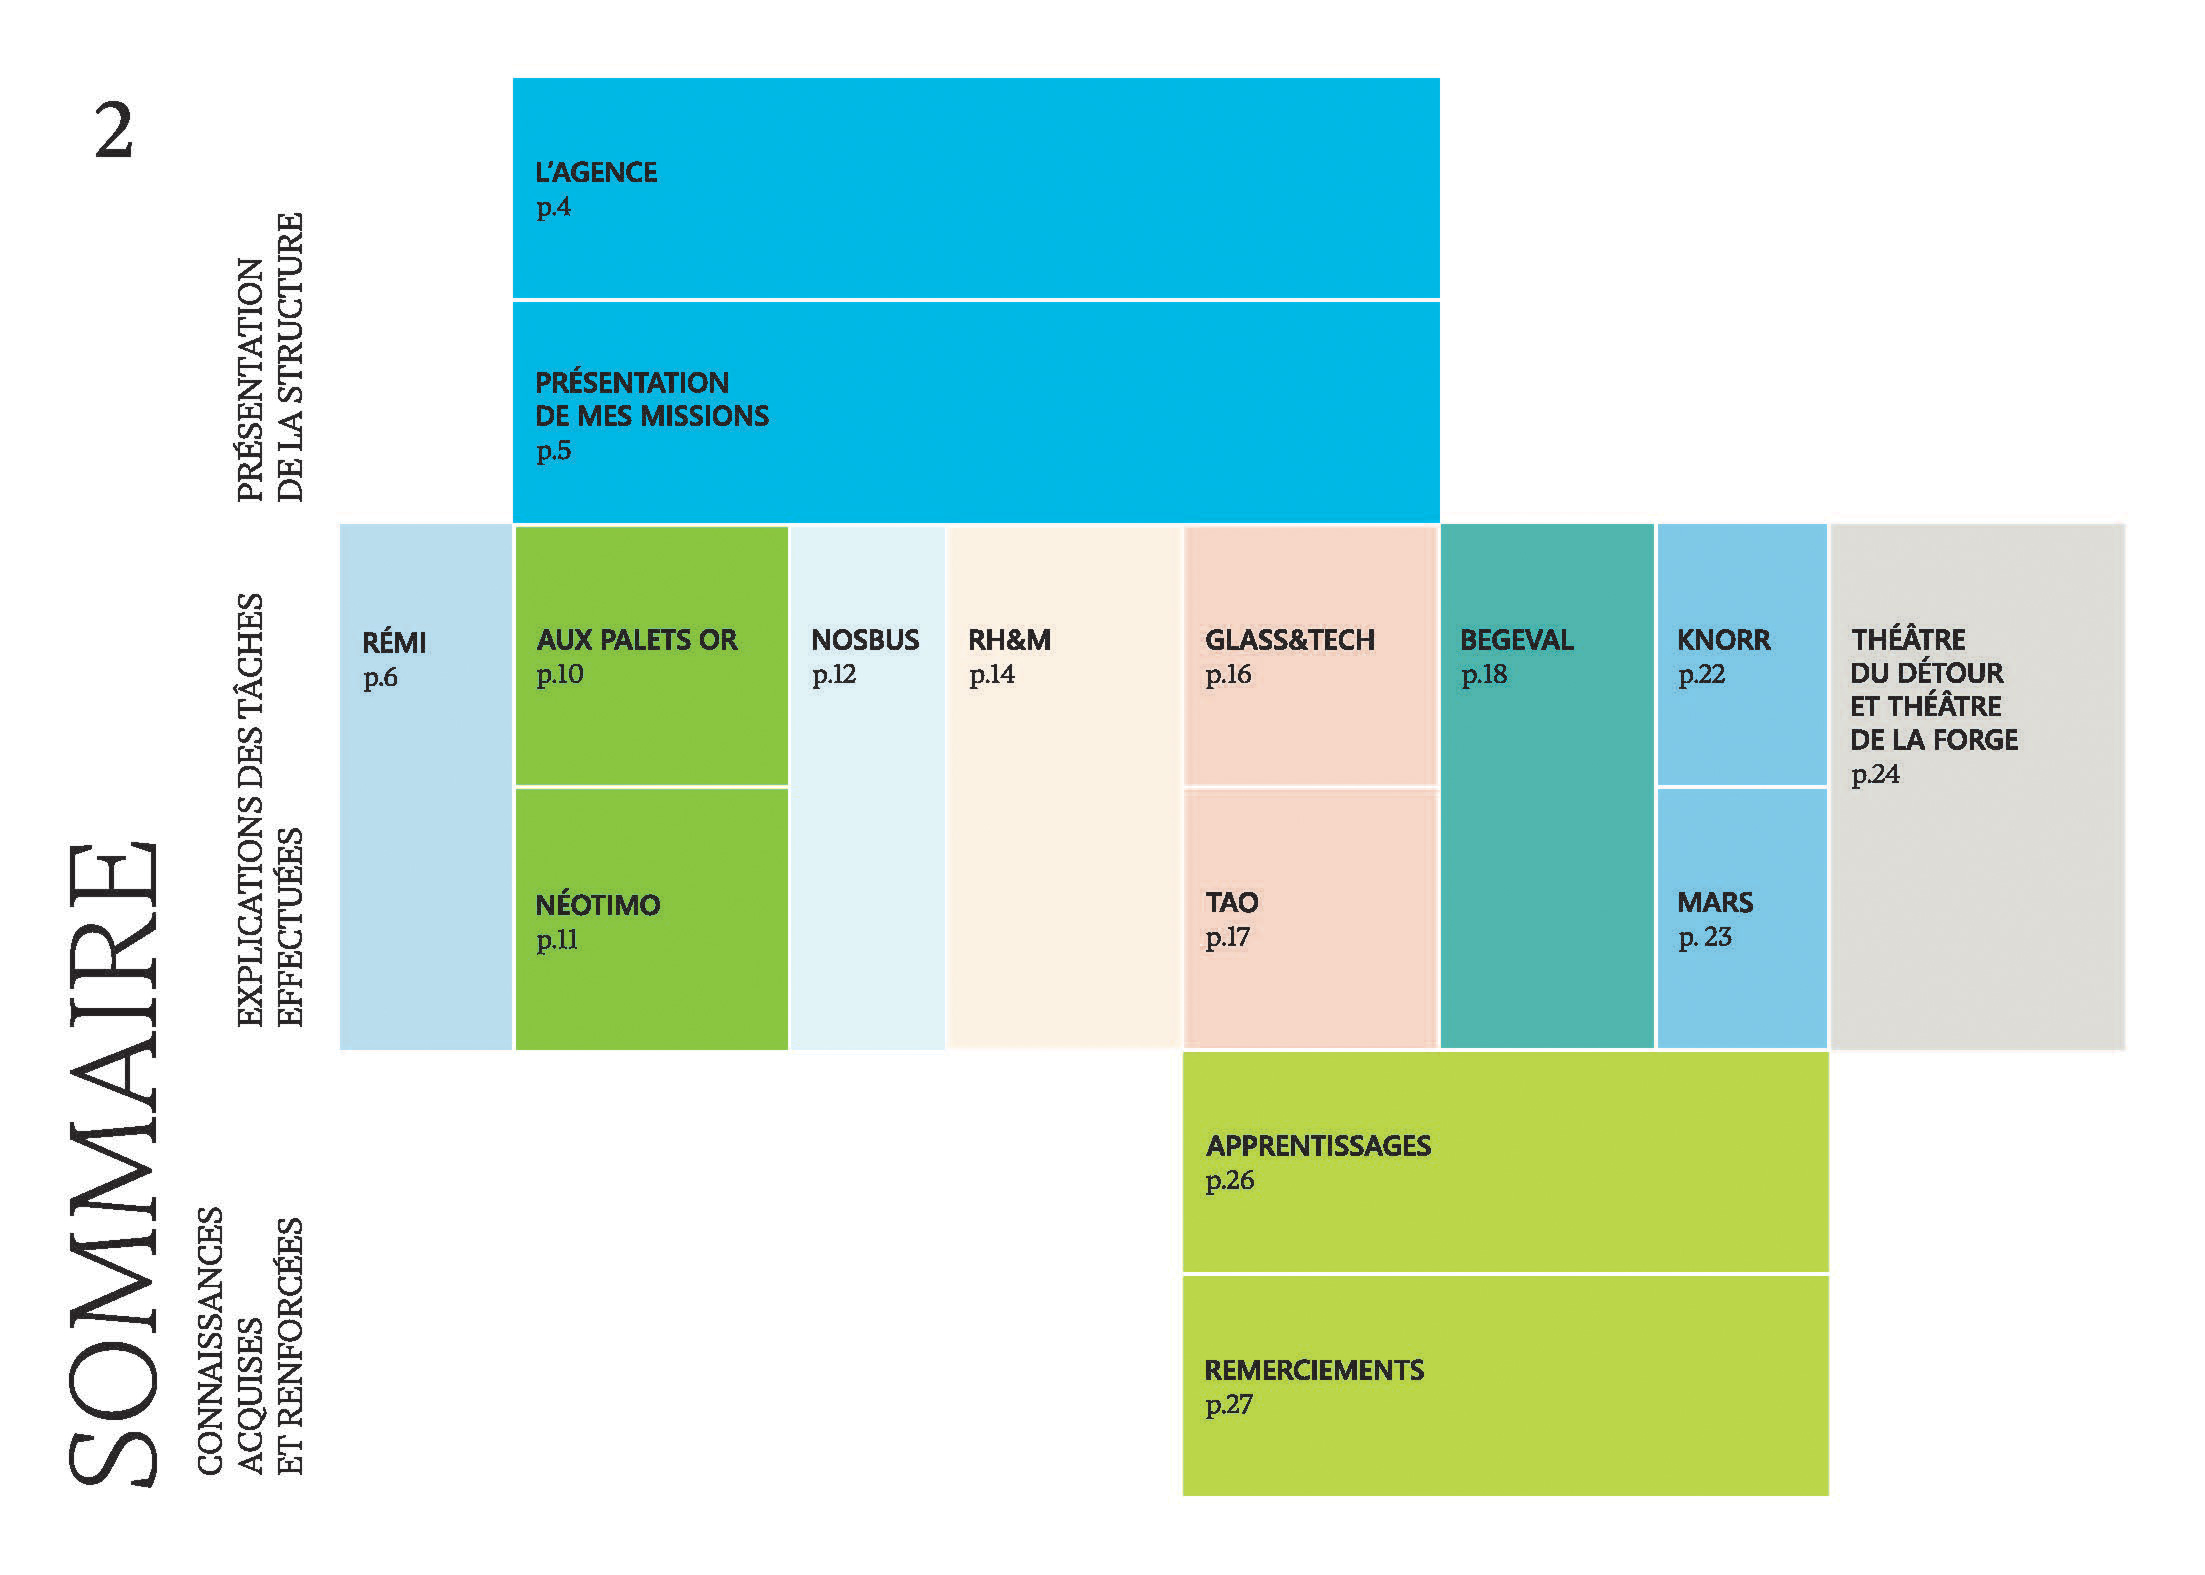 2
SOMMAIRE
PRÉSENTATION
DE LA STRUCTURE
L'AGENCE
p.4
PRÉSENTATION
DE MES MISSIONS
p.5
EXPLICATIONS DES TÂCHES
EFFECTUÉES
RÉMI
p.6
AUX PALETS OR
p.10
NÉOTIMO
p.11
NOSBUS
p.12
RH&M
p.14
GLASS&TECH
p.16
TAO
p.17
BEGEVAL
p.18
KNORR
p.22
MARS
p. 23
THÉÂTRE
DU DÉTOUR
ET THÉÂTRE
DE LA FORGE
p.24
CONNAISSANCES
ACQUISES
ET RENFORCÉES
APPRENTISSAGES
p.26
REMERCIEMENTS
p.27